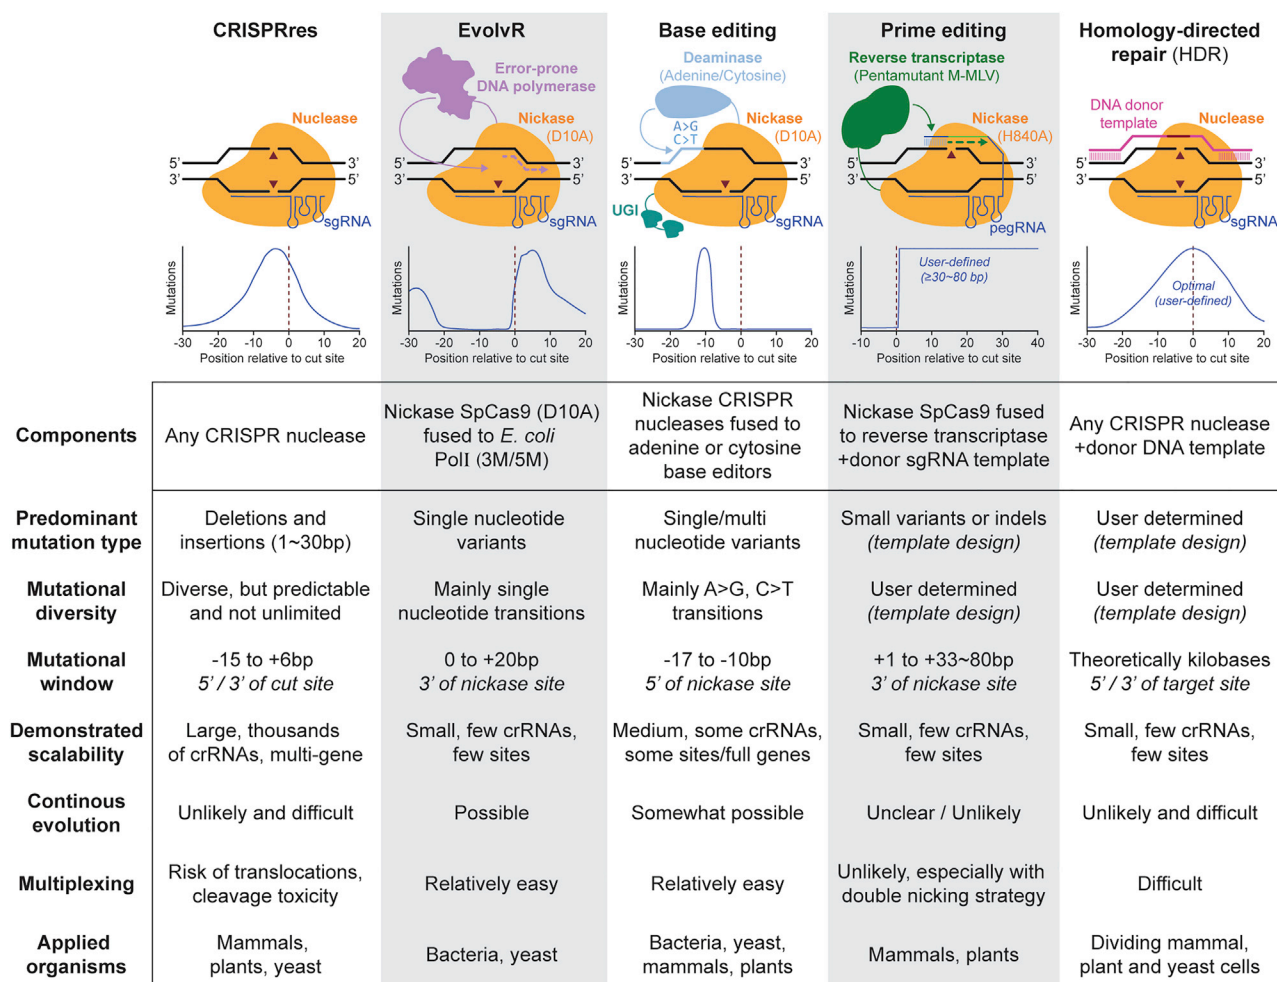 CRISPRres
EvolvR
Base editing
Prime editing
Homology-directed
repair (HDR)
Nuclease
5'
3'
3'
5'
sgRNA
Error-prone
DNA polymerase
Nickase
(D10A)
5'
3'
3'
5'
sgRNA
Deaminase
(Adenine/Cytosine)
A>G
C>T
Nickase
(D10A)
5'
3'
3'
5'
UGI
sgRNA
Reverse transcriptase
(Pentamutant M-MLV)
Nickase
(H840A)
5'
3'
3'
5'
pegRNA
DNA donor
template
Nuclease
5'
3'
3'
5'
sgRNA
Mutations
-30 -20 -10 0 10 20
Position relative to cut site
Mutations
-30 -20 -10 0 10 20
Position relative to cut site
Mutations
-30 -20 -10 0 10 20
Position relative to cut site
Mutations
User-defined
(≥30~80 bp)
-10 0 10 20 30 40
Position relative to cut site
Mutations
Optimal
(user-defined)
-30 -20 -10 0 10 20
Position relative to cut site
Components
Any CRISPR nuclease
Nickase SpCas9 (D10A)
fused to E. coli
PolI (3M/5M)
Nickase CRISPR
nucleases fused to
adenine or cytosine
base editors
Nickase SpCas9 fused
to reverse transcriptase
+donor sgRNA template
Any CRISPR nuclease
+donor DNA template
Predominant
mutation type
Deletions and
insertions (1~30bp)
Single nucleotide
variants
Single/multi
nucleotide variants
Small variants or indels
(template design)
User determined
(template design)
Mutational
diversity
Diverse, but predictable
and not unlimited
Mainly single
nucleotide transitions
Mainly A>G, C>T
transitions
User determined
(template design)
User determined
(template design)
Mutational
window
-15 to +6bp
5' / 3' of cut site
0 to +20bp
3' of nickase site
-17 to -10bp
5' of nickase site
+1 to +33~80bp
3' of nickase site
Theoretically kilobases
5' / 3' of target site
Demonstrated
scalability
Large, thousands
of crRNAs, multi-gene
Small, few crRNAs,
few sites
Medium, some crRNAs,
some sites/full genes
Small, few crRNAs,
few sites
Small, few crRNAs,
few sites
Continous
evolution
Unlikely and difficult
Possible
Somewhat possible
Unclear / Unlikely
Unlikely and difficult
Multiplexing
Risk of translocations,
cleavage toxicity
Relatively easy
Relatively easy
Unlikely, especially with
double nicking strategy
Difficult
Applied
organisms
Mammals,
plants, yeast
Bacteria, yeast
Bacteria, yeast,
mammals, plants
Mammals, plants
Dividing mammal,
plant and yeast cells